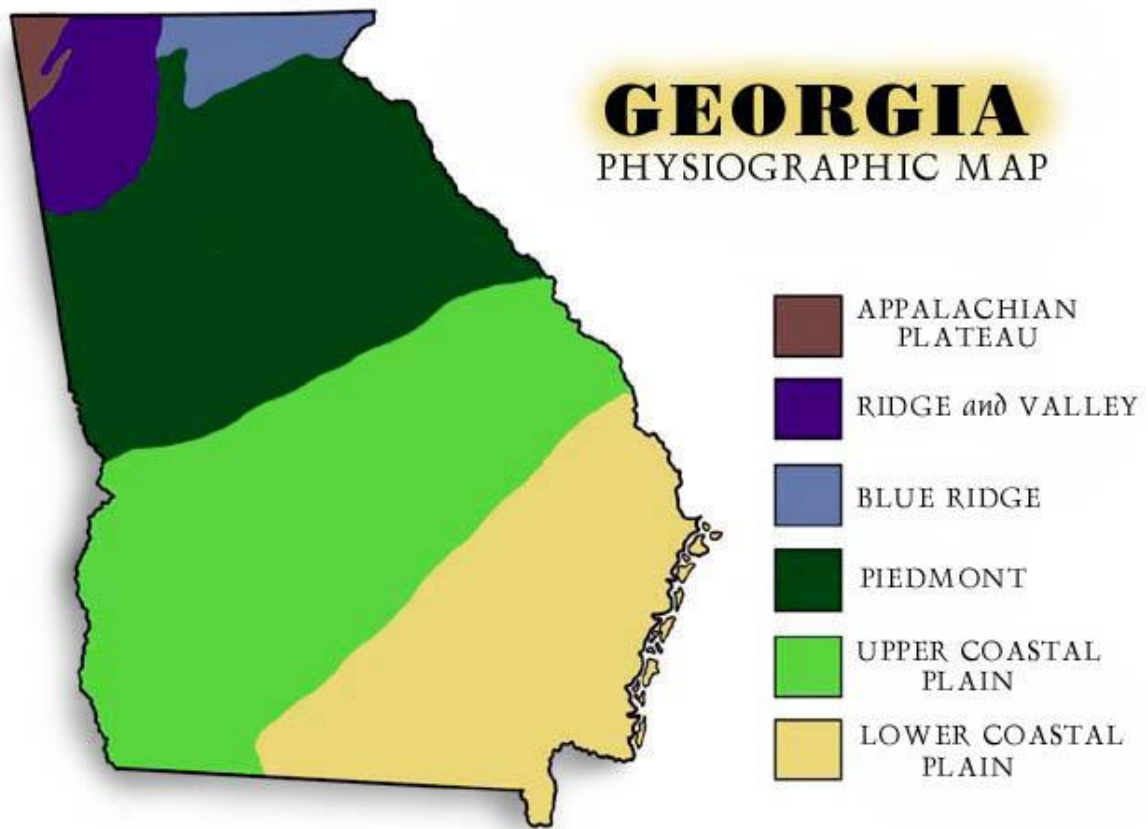 GEORGIA
PHYSIOGRAPHIC MAP
APPALACHIAN
PLATEAU
RIDGE and VALLEY
BLUE RIDGE
PIEDMONT
UPPER COASTAL
PLAIN
LOWER COASTAL
PLAIN